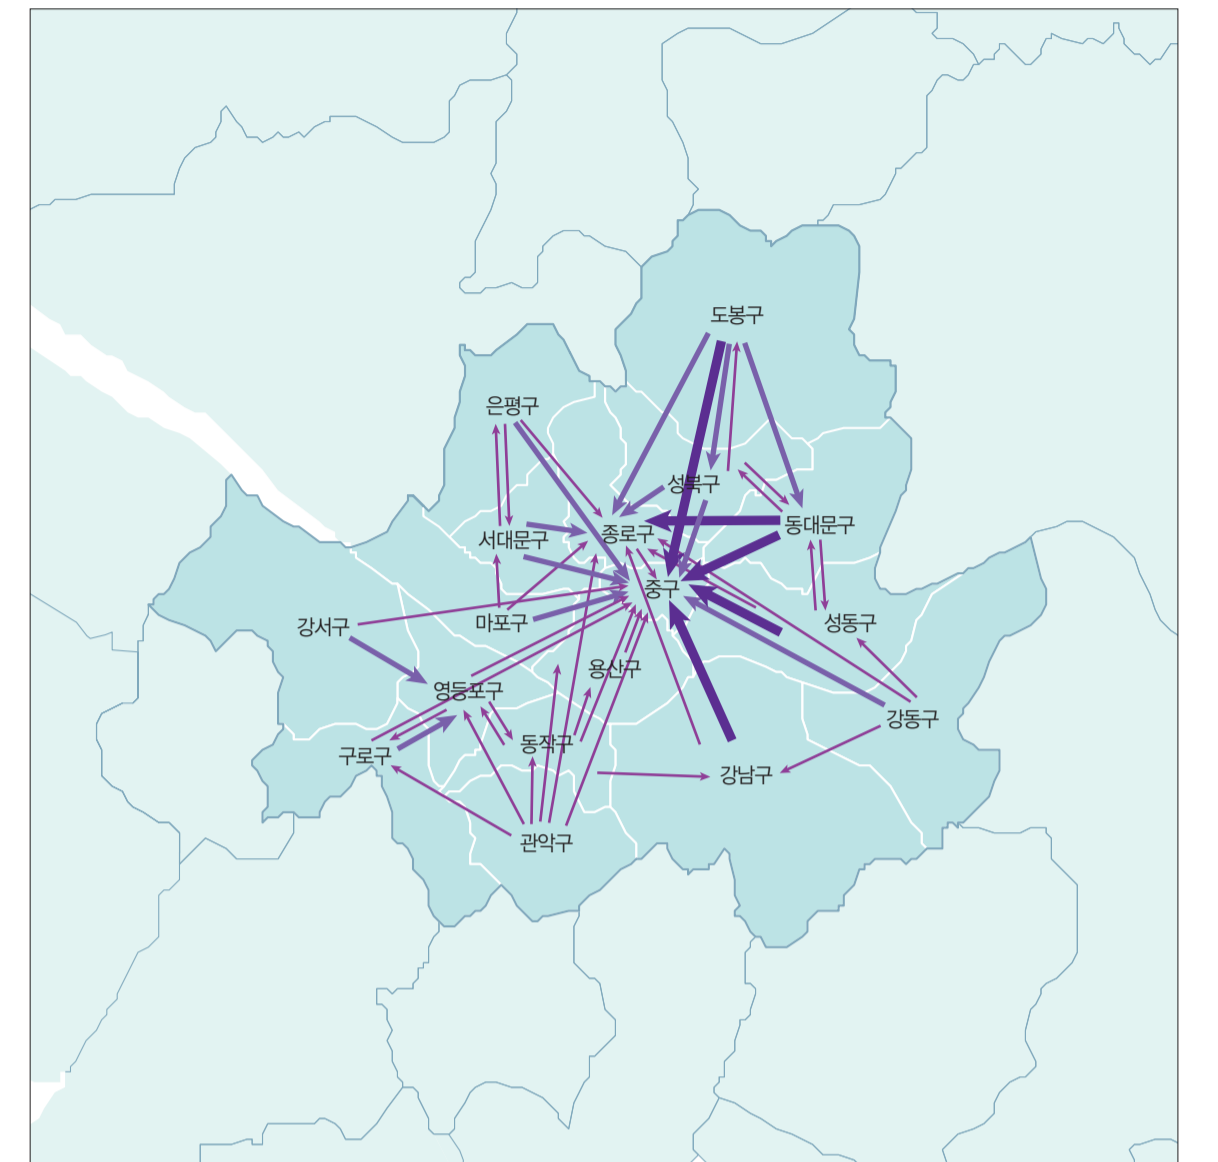 도봉구
은평구
성북구
동대문구
종로구
서대문구
중구
마포구
성동구
강서구
용산구
영등포구
강동구
동작구
구로구
강남구
관악구